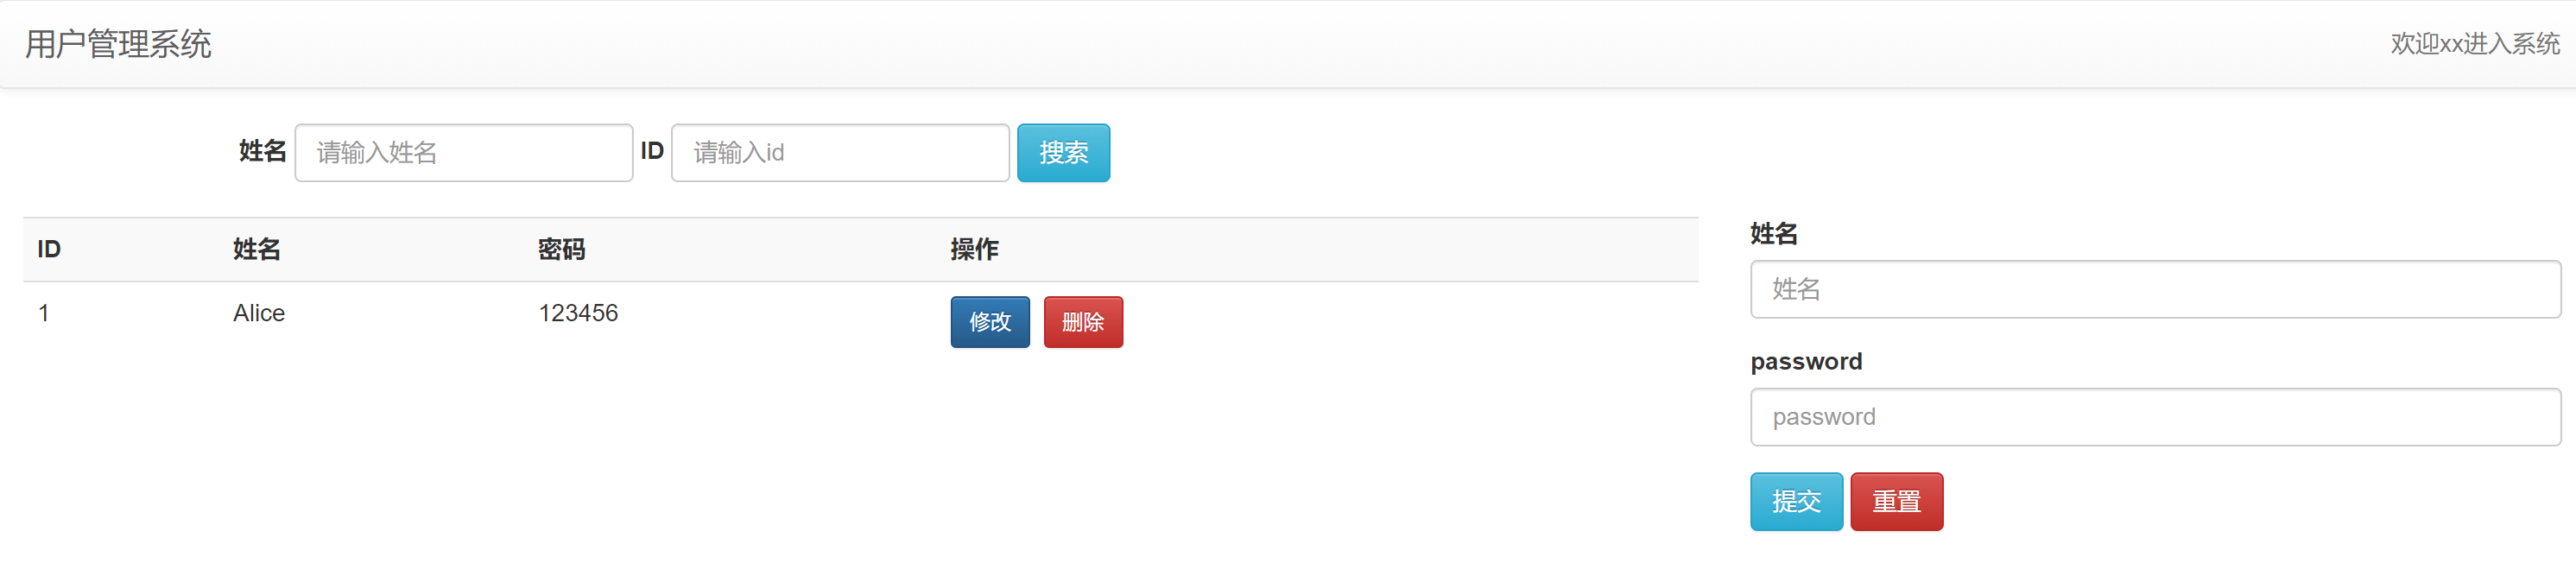 用户管理系统 欢迎xx进入系统
姓名 请输入姓名 ID 请输入id 搜索
ID 姓名 密码 操作
1 Alice 123456 修改 删除
姓名
姓名
password
password
提交 重置